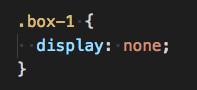 .box-1 {
  display: none;
}